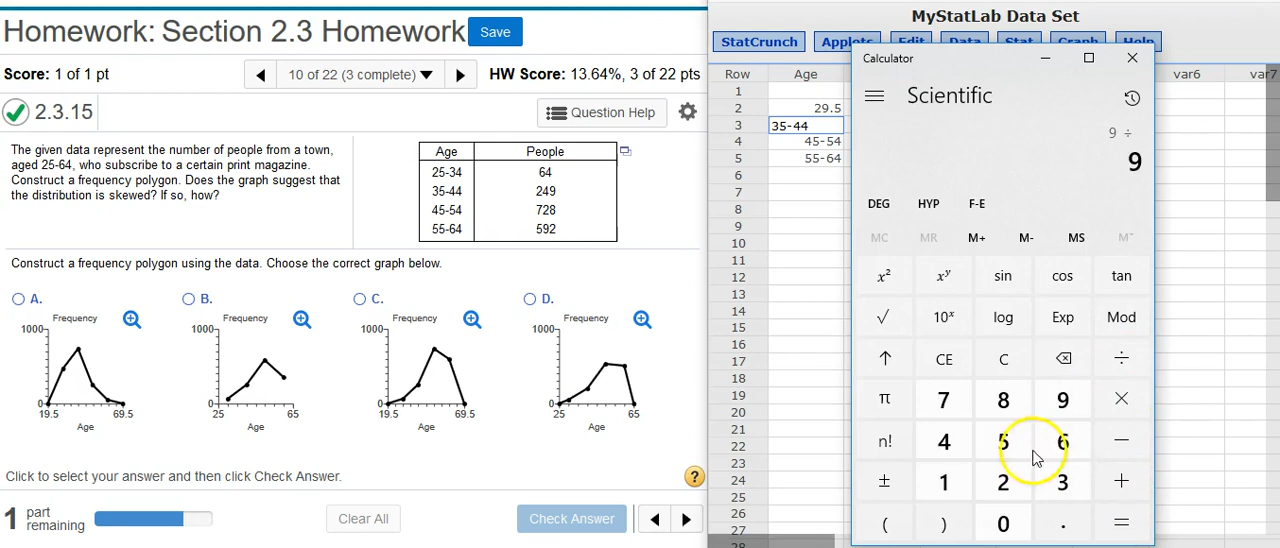 Homework: Section 2.3 Homework
Save
Score: 1 of 1 pt
10 of 22 (3 complete)
HW Score: 13.64%, 3 of 22 pts
2.3.15
Question Help
The given data represent the number of people from a town,
aged 25-64, who subscribe to a certain print magazine.
Construct a frequency polygon. Does the graph suggest that
the distribution is skewed? If so, how?
Age People
25-34 64
35-44 249
45-54 728
55-64 592
Construct a frequency polygon using the data. Choose the correct graph below.
A.
Frequency
1000
0
19.5 69.5
Age
B.
Frequency
1000
0
25 65
Age
C.
Frequency
1000
0
19.5 69.5
Age
D.
Frequency
1000
0
25 65
Age
Click to select your answer and then click Check Answer.
?
1 part
remaining
Clear All
Check Answer
MyStatLab Data Set
StatCrunch Applets Edit Data Stat Graph Help
Row Age var6 var7
1
2 29.5
3 35-44
4 45-54
5 55-64
6
7
8
9
10
11
12
13
14
15
16
17
18
19
20
21
22
23
24
25
26
27
28
Calculator
Scientific
9 ÷
9
DEG HYP F-E
MC MR M+ M- MS M˅
x² xʸ sin cos tan
√ 10ˣ log Exp Mod
↑ CE C ⌫ ÷
π 7 8 9 ×
n! 4 5 6 −
± 1 2 3 +
( ) 0 . =